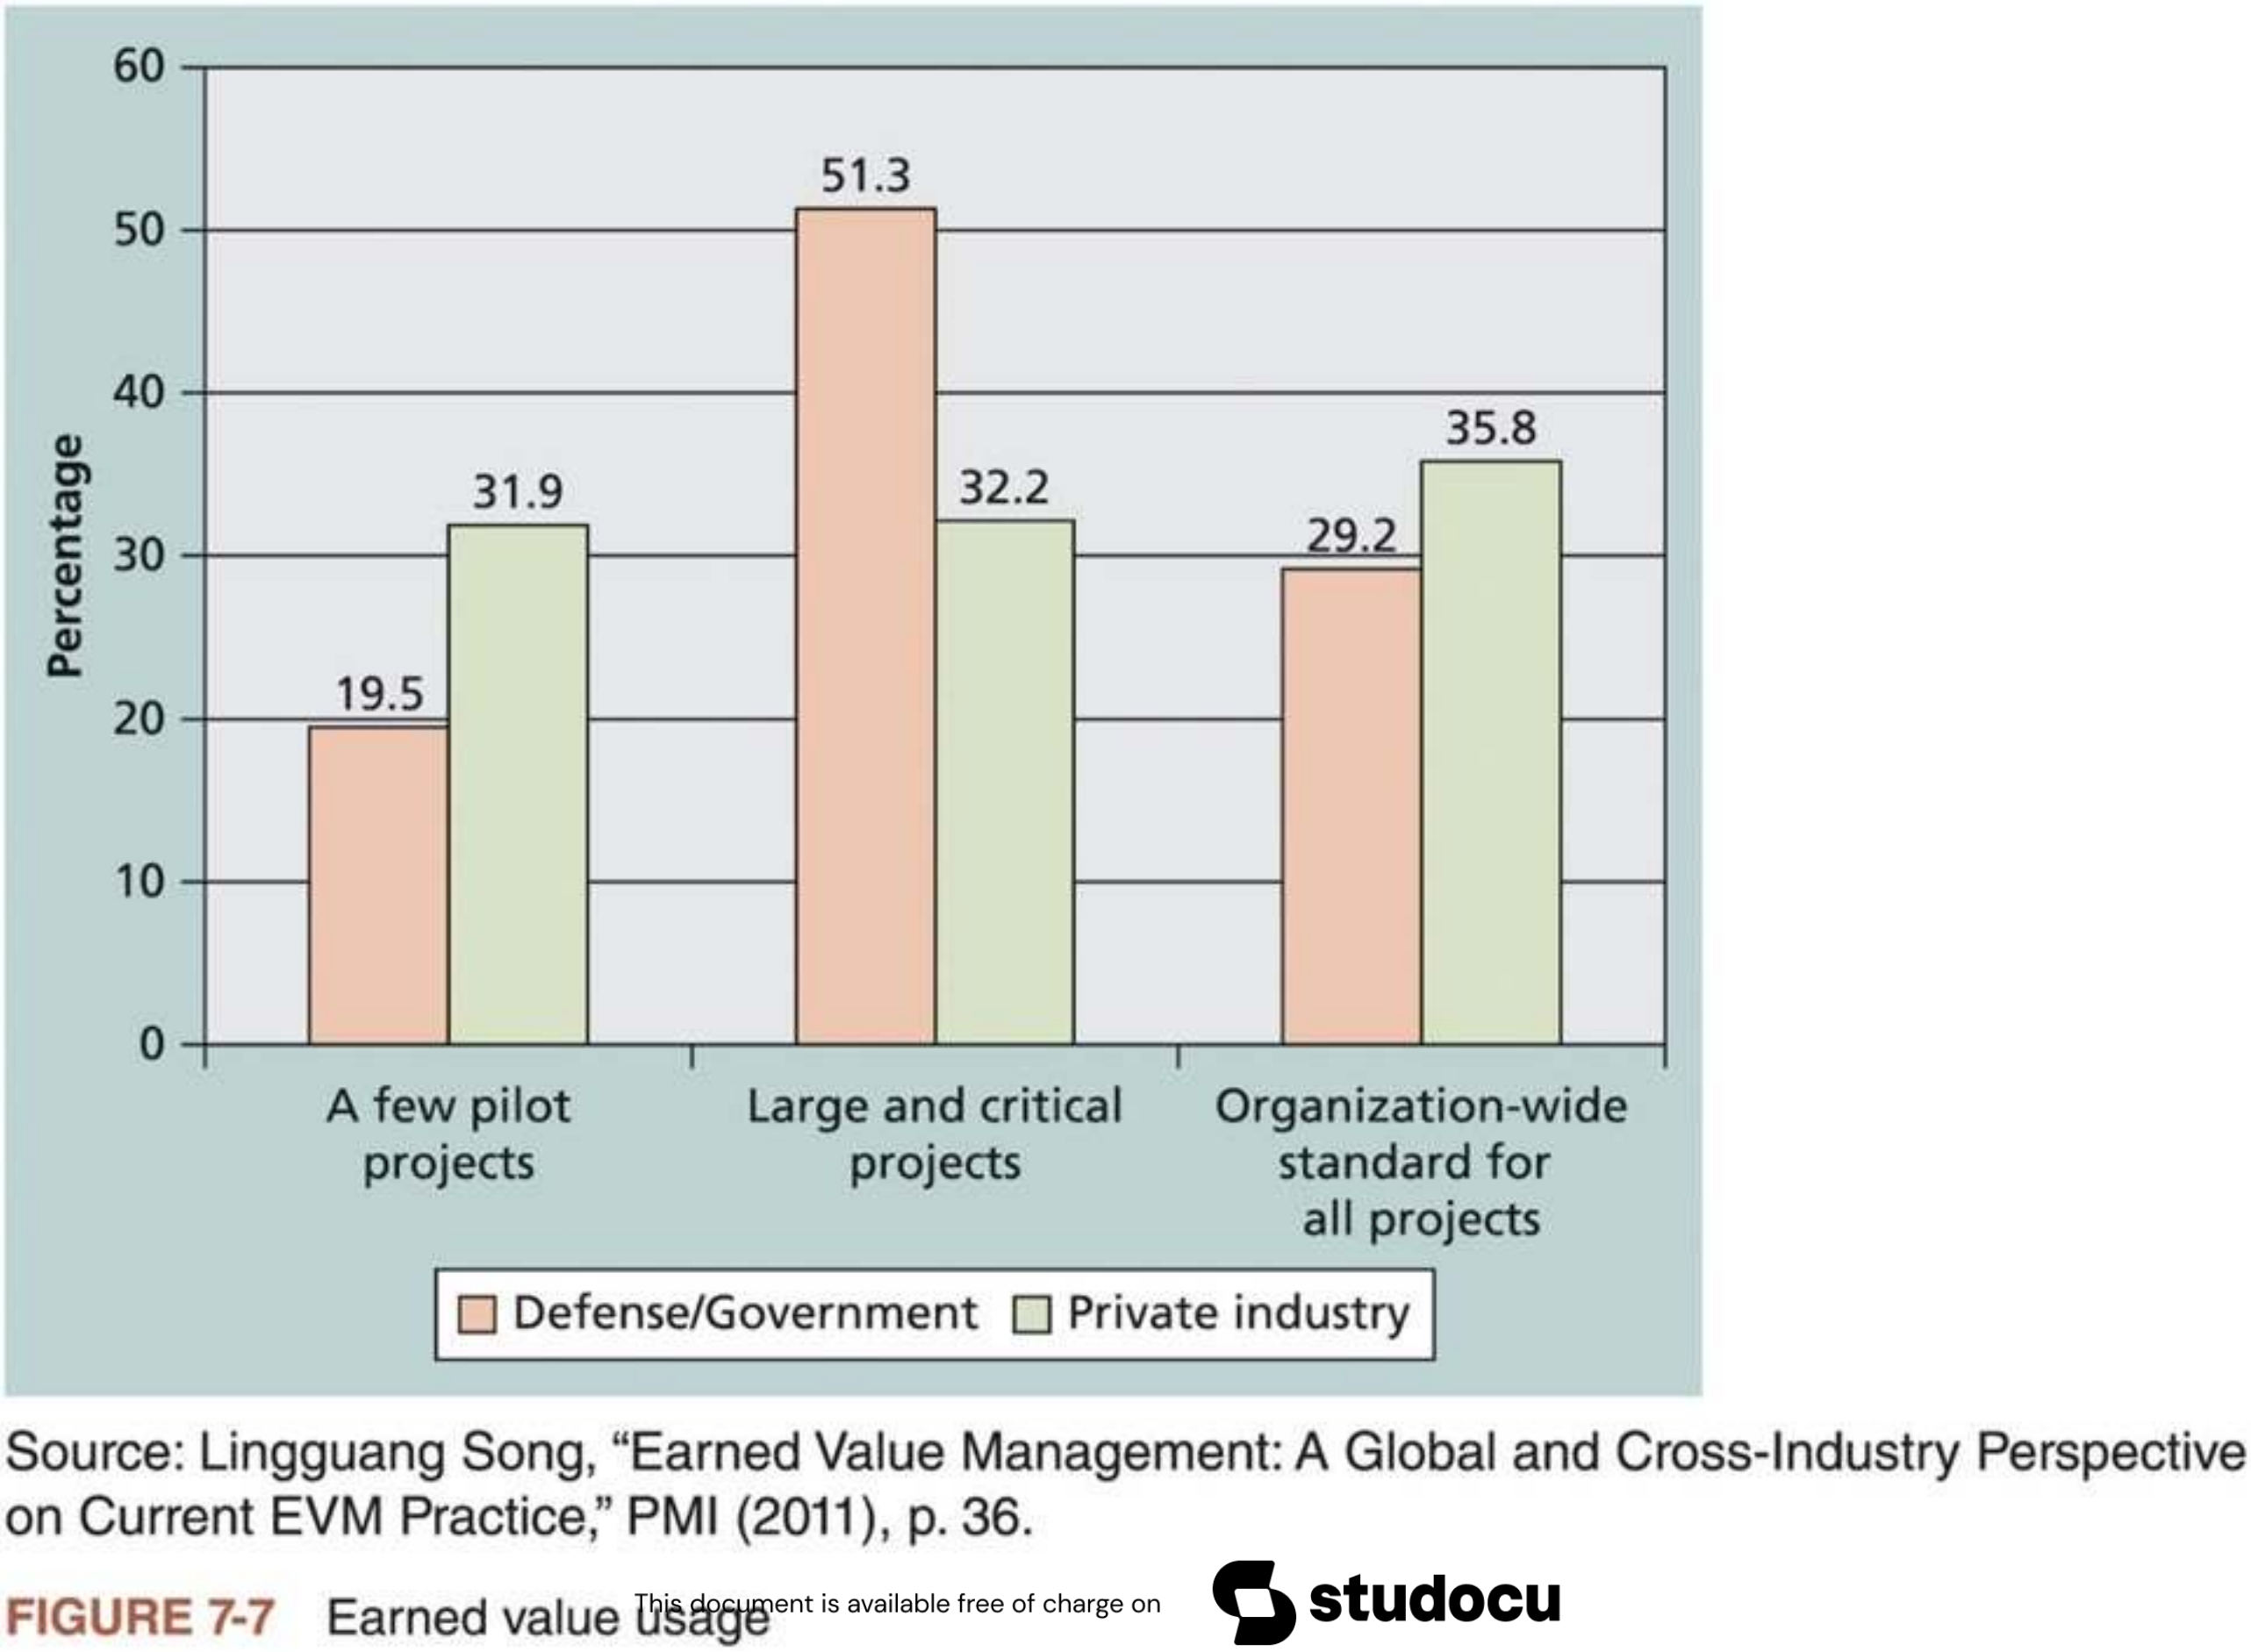 60
51.3
50
40
35.8
Percentage
31.9
32.2
29.2
30
19.5
20
10
0
A few pilot
projects
Large and critical
projects
Organization-wide
standard for
all projects
Defense/Government
Private industry
Source: Lingguang Song, “Earned Value Management: A Global and Cross-Industry Perspective
on Current EVM Practice,” PMI (2011), p. 36.
FIGURE 7-7 Earned value usage
This document is available free of charge on
studocu